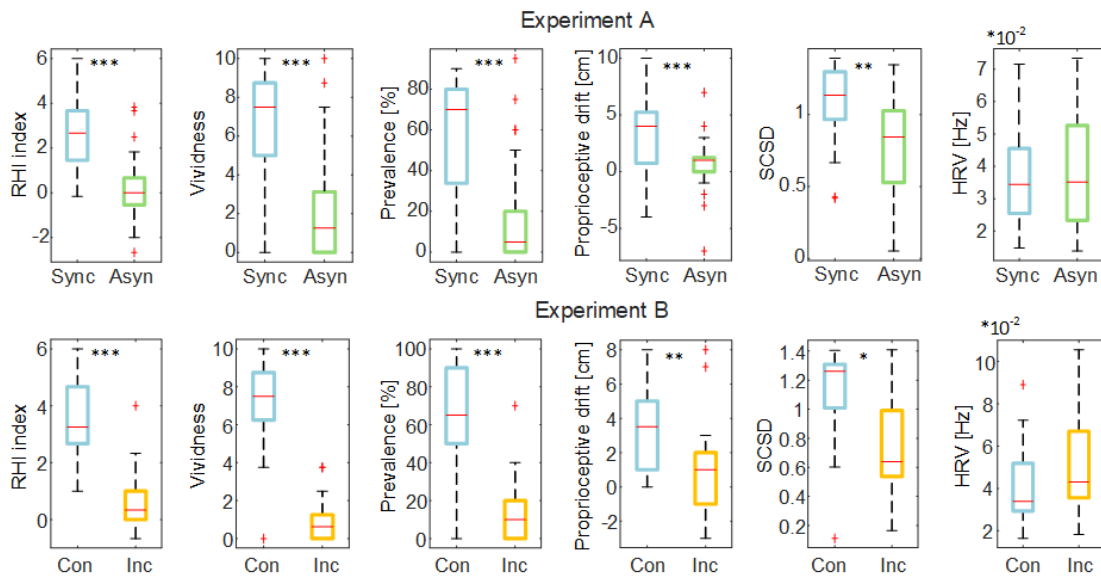 Experiment A
RHI index
6
4
2
0
-2
***
Sync Asyn
Vividness
10
8
6
4
2
0
***
Sync Asyn
Prevalence [%]
80
60
40
20
0
***
Sync Asyn
Proprioceptive drift [cm]
10
5
0
-5
***
Sync Asyn
SCSD
1
0.5
0
**
Sync Asyn
*10-2
HRV [Hz]
7
6
5
4
3
2
Sync Asyn
Experiment B
RHI index
6
4
2
0
***
Con Inc
Vividness
10
8
6
4
2
0
***
Con Inc
Prevalence [%]
100
80
60
40
20
0
***
Con Inc
Proprioceptive drift [cm]
8
6
4
2
0
-2
**
Con Inc
SCSD
1.4
1.2
1
0.8
0.6
0.4
0.2
*
Con Inc
*10-2
HRV [Hz]
10
8
6
4
2
Con Inc